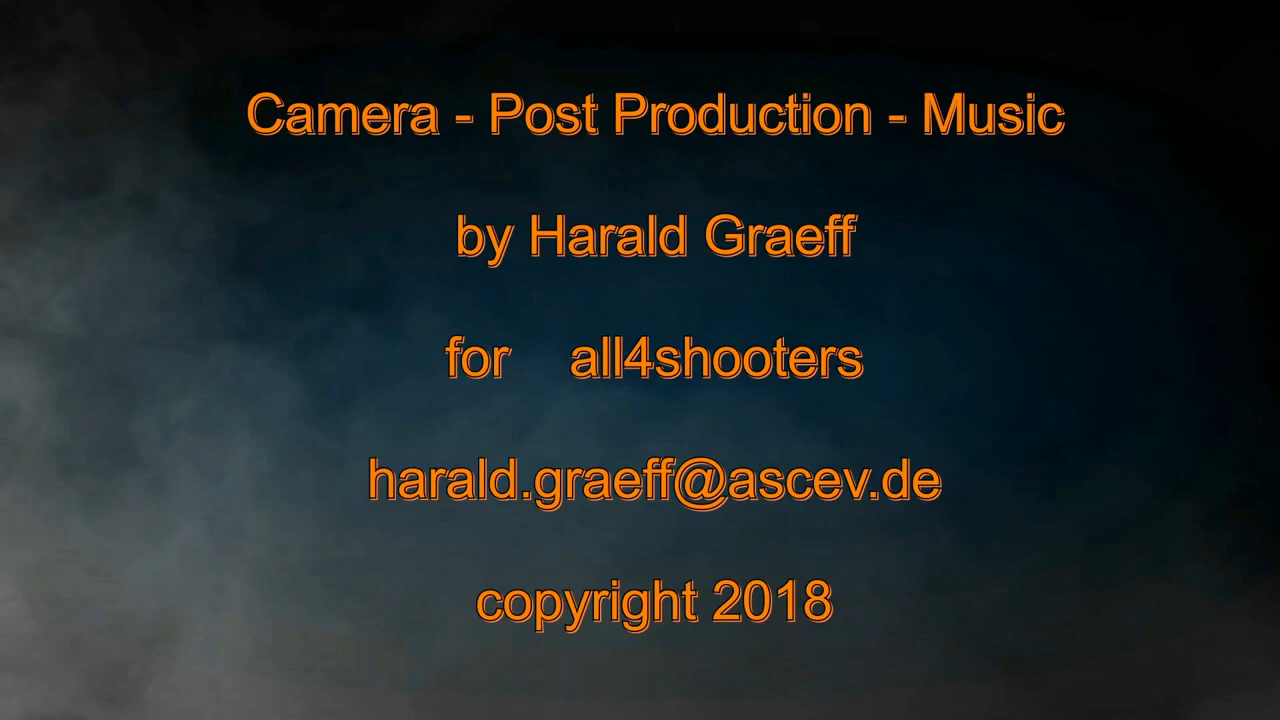 Camera - Post Production - Music
by Harald Graeff
for all4shooters
harald.graeff@ascev.de
copyright 2018